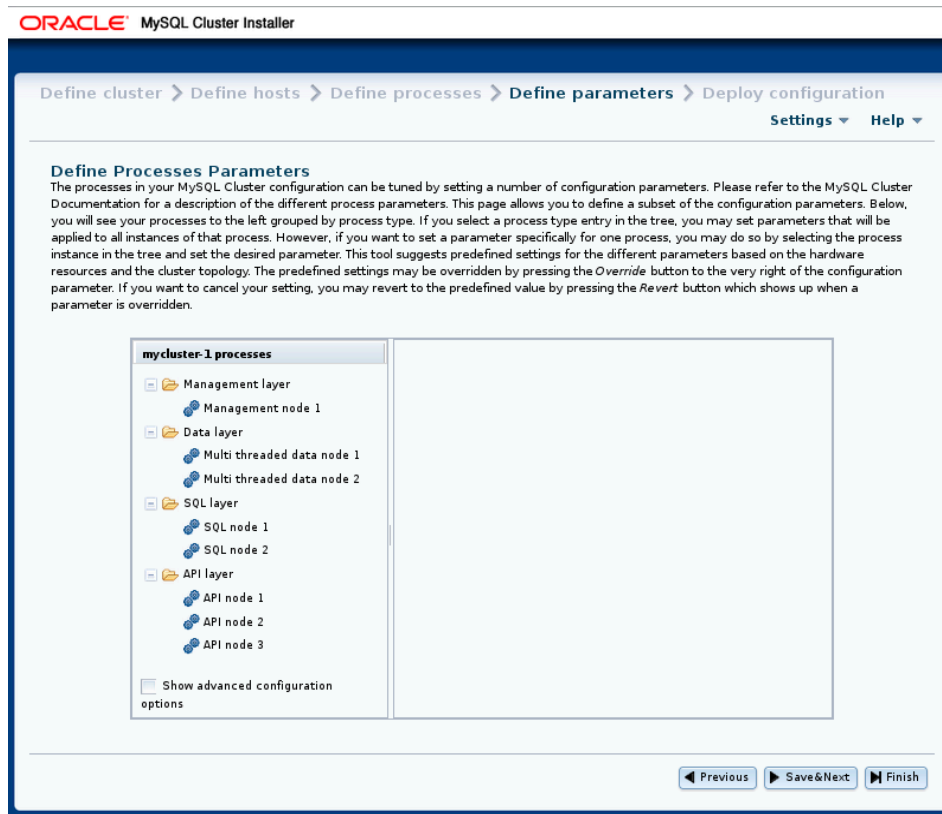 ORACLE® MySQL Cluster Installer
Define cluster > Define hosts > Define processes > Define parameters > Deploy configuration
Settings Help
Define Processes Parameters
The processes in your MySQL Cluster configuration can be tuned by setting a number of configuration parameters. Please refer to the MySQL Cluster
Documentation for a description of the different process parameters. This page allows you to define a subset of the configuration parameters. Below,
you will see your processes to the left grouped by process type. If you select a process type entry in the tree, you may set parameters that will be
applied to all instances of that process. However, if you want to set a parameter specifically for one process, you may do so by selecting the process
instance in the tree and set the desired parameter. This tool suggests predefined settings for the different parameters based on the hardware
resources and the cluster topology. The predefined settings may be overridden by pressing the Override button to the very right of the configuration
parameter. If you want to cancel your setting, you may revert to the predefined value by pressing the Revert button which shows up when a
parameter is overridden.
mycluster-1 processes
Management layer
Management node 1
Data layer
Multi threaded data node 1
Multi threaded data node 2
SQL layer
SQL node 1
SQL node 2
API layer
API node 1
API node 2
API node 3
Show advanced configuration
options
Previous Save&Next Finish